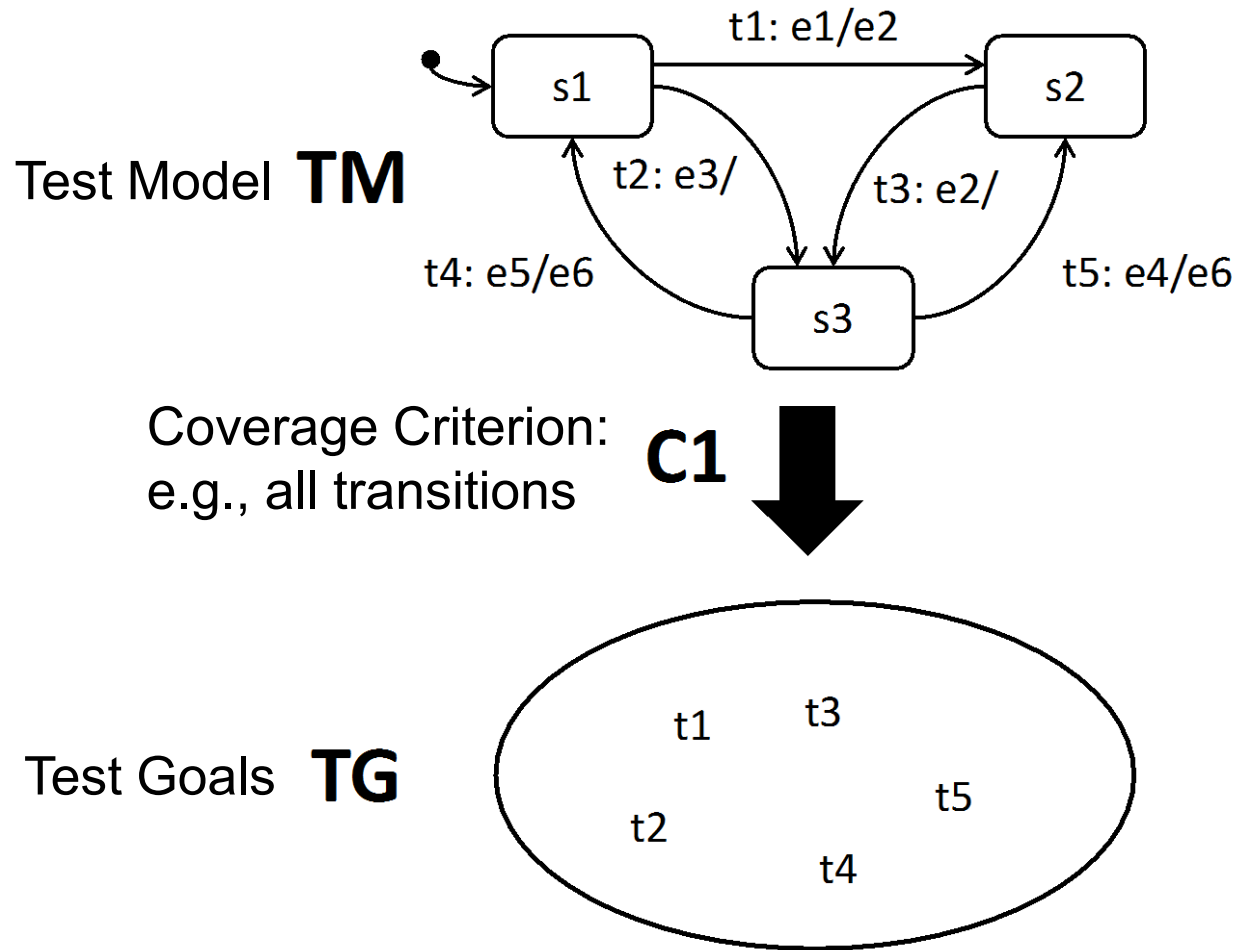 t1: e1/e2
s1
s2
Test Model TM
t2: e3/
t3: e2/
t4: e5/e6
t5: e4/e6
s3
Coverage Criterion:
e.g., all transitions
C1
Test Goals TG
t1
t3
t2
t5
t4